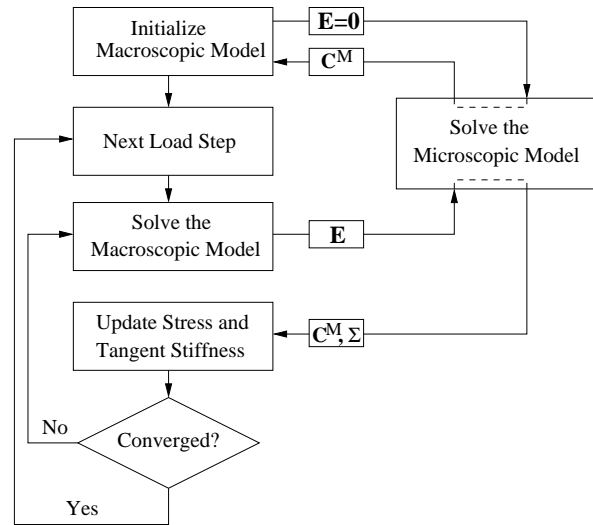 Initialize
Macroscopic Model
E=0
C^M
Solve the
Microscopic Model
Next Load Step
Solve the
Macroscopic Model
E
Update Stress and
Tangent Stiffness
C^M, Σ
No
Converged?
Yes